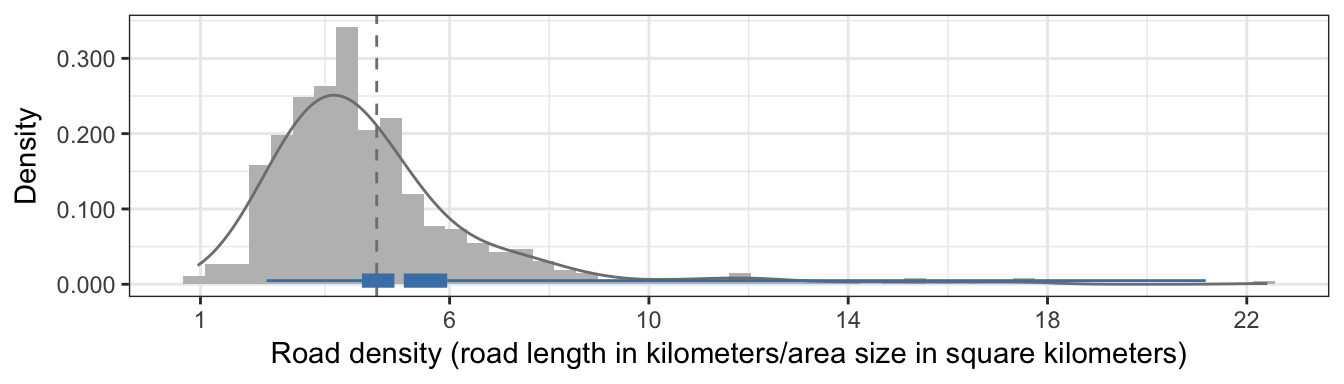 0.300
0.200
0.100
0.000
Density
1 6 10 14 18 22
Road density (road length in kilometers/area size in square kilometers)